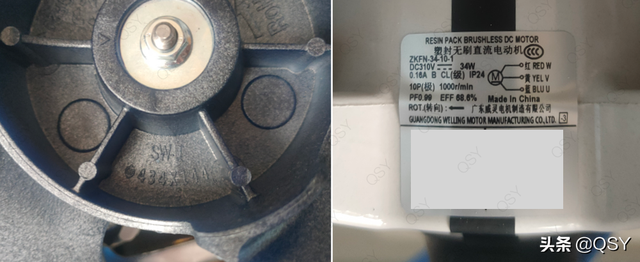 SW
RESIN PACK BRUSHLESS DC MOTOR
塑封无刷直流电动机
ZKFN-34-10-1
DC310V 34W
0.16A B CL(级) IP24
10P(极) 1000r/min
PF0.99 EFF 68.6%
Made in China
红 RED W
黄 YEL V
蓝 BLU U
ROT.(转向)
广东威灵电机制造有限公司
GUANGDONG WELLING MOTOR MANUFACTURING CO.,LTD. -3
头条 @QSY